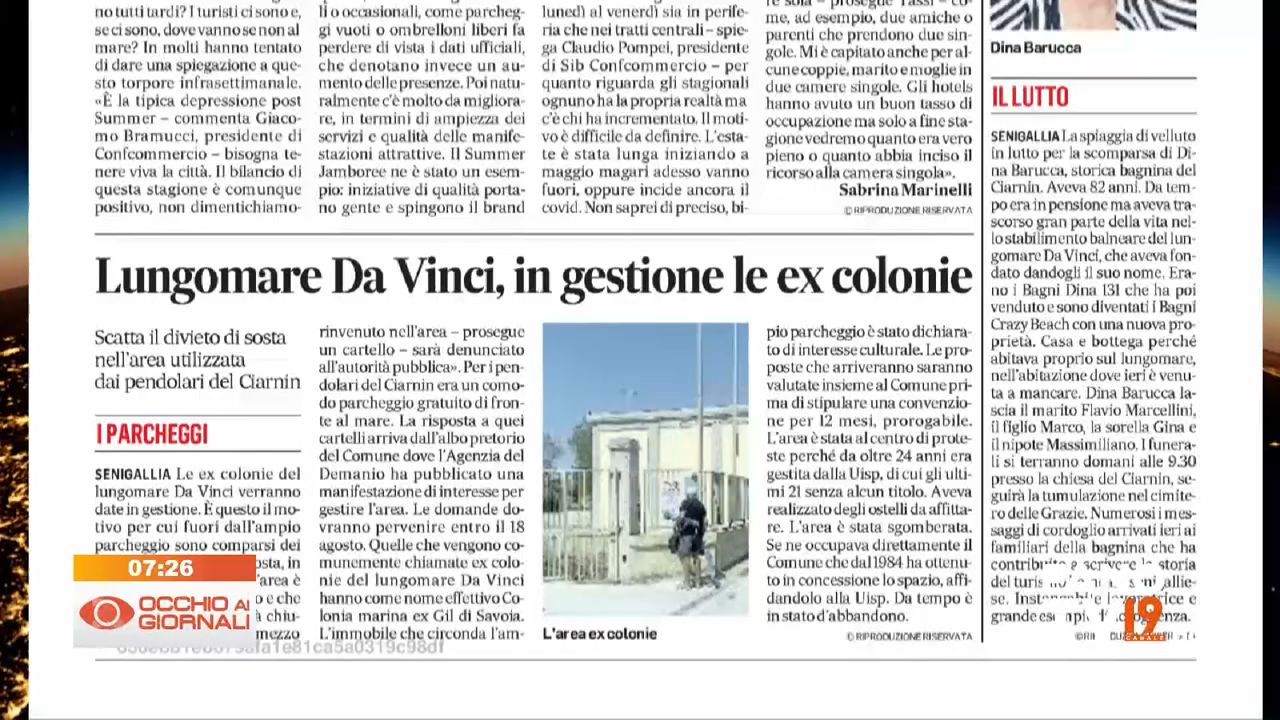 no tutti tardi? I turisti ci sono e,
se ci sono, dove vanno se non al
mare? In molti hanno tentato
di dare una spiegazione a que-
sto torpore infrasettimanale.
«È la tipica depressione post
Summer – commenta Giaco-
mo Bramucci, presidente di
Confcommercio – bisogna te-
nere viva la città. Il bilancio di
questa stagione è comunque
positivo, non dimentichiamo-
li o occasionali, come parcheg-
gi vuoti o ombrelloni liberi fa
perdere di vista i dati ufficiali,
che denotano invece un au-
mento delle presenze. Poi natu-
ralmente c'è molto da migliora-
re, in termini di ampiezza dei
servizi e qualità delle manife-
stazioni attrattive. Il Summer
Jamboree ne è stato un esem-
pio: iniziative di qualità porta-
no gente e spingono il brand
lunedì al venerdì sia in perife-
ria che nei tratti centrali – spie-
ga Claudio Pompei, presidente
di Sib Confcommercio – per
quanto riguarda gli stagionali
ognuno ha la propria realtà ma
c'è chi ha incrementato. Il moti-
vo è difficile da definire. L'esta-
te è stata lunga iniziando a
maggio magari adesso vanno
fuori, oppure incide ancora il
covid. Non saprei di preciso, bi-
re sola – prosegue Tassi – co-
me, ad esempio, due amiche o
parenti che prendono due sin-
gole. Mi è capitato anche per al-
cune coppie, marito e moglie in
due camere singole. Gli hotels
hanno avuto un buon tasso di
occupazione ma solo a fine sta-
gione vedremo quanto era vero
pieno o quanto abbia inciso il
ricorso alla camera singola».
Sabrina Marinelli
© RIPRODUZIONE RISERVATA
Dina Barucca
IL LUTTO
SENIGALLIA La spiaggia di velluto
in lutto per la scomparsa di Di-
na Barucca, storica bagnina del
Ciarnin. Aveva 82 anni. Da tem-
po era in pensione ma aveva tra-
scorso gran parte della vita nel-
lo stabilimento balneare del lun-
gomare Da Vinci, che aveva fon-
dato dandogli il suo nome. Era-
no i Bagni Dina 131 che ha poi
venduto e sono diventati i Bagni
Crazy Beach con una nuova pro-
prietà. Casa e bottega perché
abitava proprio sul lungomare,
nell'abitazione dove ieri è venu-
ta a mancare. Dina Barucca la-
scia il marito Flavio Marcellini,
il figlio Marco, la sorella Gina e
il nipote Massimiliano. I funera-
li si terranno domani alle 9.30
presso la chiesa del Ciarnin, se-
guirà la tumulazione nel cimite-
ro delle Grazie. Numerosi i mes-
saggi di cordoglio arrivati ieri ai
familiari della bagnina che ha
contribuito a scrivere la storia
del turis allie-
se. e
grande
Lungomare Da Vinci, in gestione le ex colonie
Scatta il divieto di sosta
nell'area utilizzata
dai pendolari del Ciarnin
I PARCHEGGI
SENIGALLIA Le ex colonie del
lungomare Da Vinci verranno
date in gestione. È questo il mo-
tivo per cui fuori dall'ampio
parcheggio sono comparsi dei
osta, in
'area è
o e che
à chiu-
mezzo
rinvenuto nell'area – prosegue
un cartello – sarà denunciato
all'autorità pubblica». Per i pen-
dolari del Ciarnin era un como-
do parcheggio gratuito di fron-
te al mare. La risposta a quei
cartelli arriva dall'albo pretorio
del Comune dove l'Agenzia del
Demanio ha pubblicato una
manifestazione di interesse per
gestire l'area. Le domande do-
vranno pervenire entro il 18
agosto. Quelle che vengono co-
munemente chiamate ex colo-
nie del lungomare Da Vinci
hanno come nome effettivo Co-
lonia marina ex Gil di Savoia.
L'immobile che circonda l'am-
L'area ex colonie
pio parcheggio è stato dichiara-
to di interesse culturale. Le pro-
poste che arriveranno saranno
valutate insieme al Comune pri-
ma di stipulare una convenzio-
ne per 12 mesi, prorogabile.
L'area è stata al centro di prote-
ste perché da oltre 24 anni era
gestita dalla Uisp, di cui gli ulti-
mi 21 senza alcun titolo. Aveva
realizzato degli ostelli da affitta-
re. L'area è stata sgomberata.
Se ne occupava direttamente il
Comune che dal 1984 ha ottenu-
to in concessione lo spazio, affi-
dandolo alla Uisp. Da tempo è
in stato d'abbandono.
© RIPRODUZIONE RISERVATA
07:26
OCCHIO AI
GIORNALI
19
CANALE